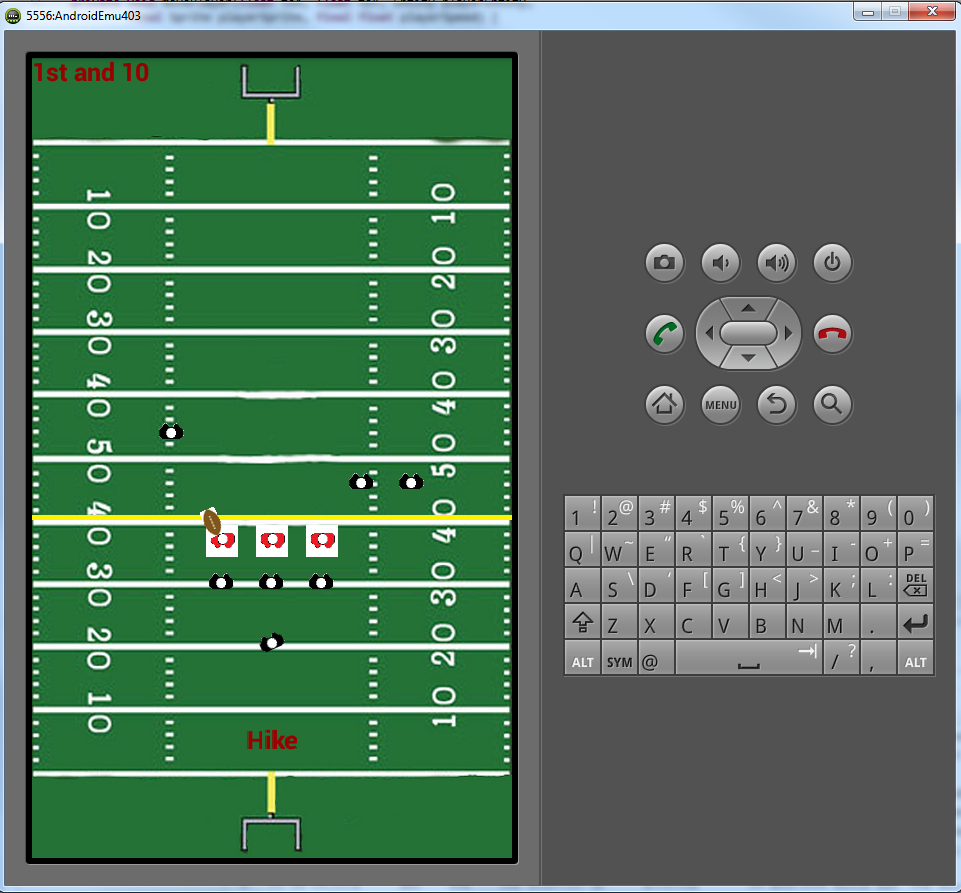 5556:AndroidEmu403
1st and 10
10 10
20 20
30 30
40 40
50 50
40 40
30 30
20 20
10 10
Hike
MENU
1 ! 2 @ 3 # 4 $ 5 % 6 ^ 7 & 8 * 9 ( 0 )
Q | W ~ E " R ` T { Y } U _ I - O + P =
A S \ D ' F [ G ] H < J > K ; L : DEL
Z X C V B N M .
ALT SYM @ / ? , ALT